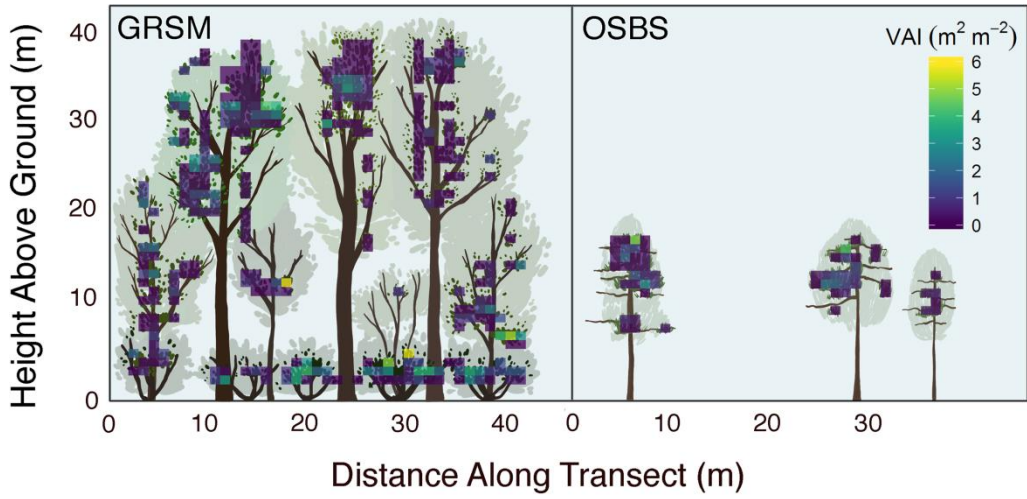 GRSM
OSBS
VAI (m² m⁻²)
6
5
4
3
2
1
0
Height Above Ground (m)
40
30
20
10
0
0 10 20 30 40
0 10 20 30
Distance Along Transect (m)